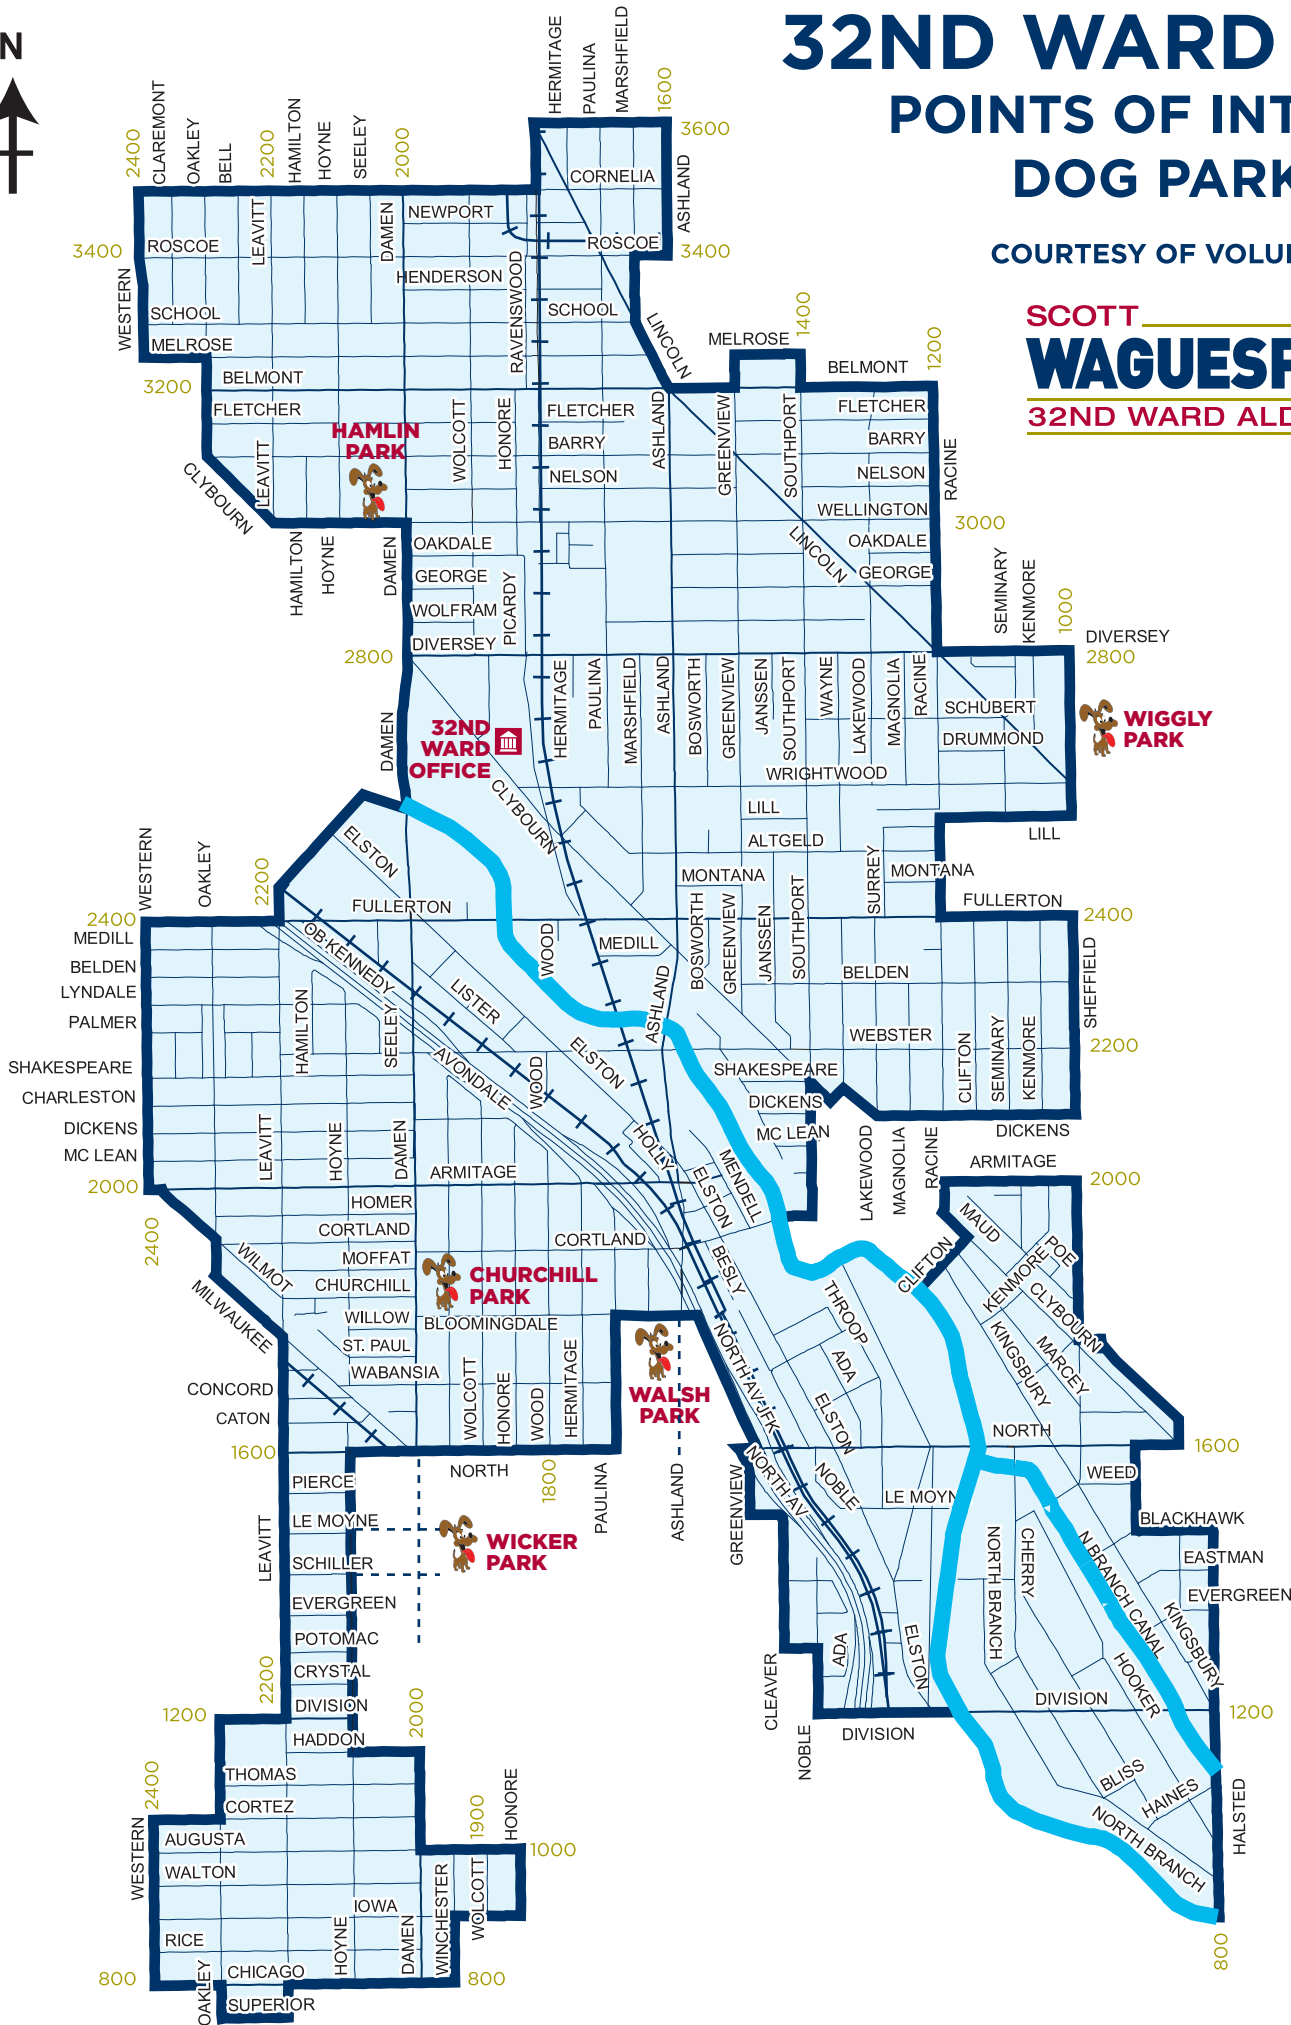 N
32ND WARD
POINTS OF INT
DOG PARK
COURTESY OF VOLU
SCOTT
WAGUESP
32ND WARD ALD
HERMITAGE
PAULINA
MARSHFIELD
1600
3600
2400
CLAREMONT
OAKLEY
BELL
2200
HAMILTON
HOYNE
SEELEY
2000
CORNELIA
ASHLAND
NEWPORT
LEAVITT
DAMEN
ROSCOE
ROSCOE
3400
3400
HENDERSON
RAVENSWOOD
WESTERN
SCHOOL
SCHOOL
MELROSE
LINCOLN
MELROSE
1400
1200
BELMONT
3200
BELMONT
FLETCHER
FLETCHER
FLETCHER
HAMLIN
PARK
WOLCOTT
HONORE
BARRY
ASHLAND
GREENVIEW
SOUTHPORT
BARRY
RACINE
LEAVITT
CLYBOURN
NELSON
NELSON
WELLINGTON
3000
HAMILTON
HOYNE
DAMEN
OAKDALE
LINCOLN
OAKDALE
GEORGE
GEORGE
PICARDY
WOLFRAM
SEMINARY
KENMORE
1000
DIVERSEY
DIVERSEY
2800
2800
HERMITAGE
PAULINA
MARSHFIELD
ASHLAND
BOSWORTH
GREENVIEW
JANSSEN
SOUTHPORT
WAYNE
LAKEWOOD
MAGNOLIA
RACINE
SCHUBERT
WIGGLY
PARK
DRUMMOND
32ND
WARD
OFFICE
DAMEN
WRIGHTWOOD
CLYBOURN
LILL
LILL
ALTGELD
WESTERN
OAKLEY
2200
ELSTON
MONTANA
SURREY
MONTANA
FULLERTON
FULLERTON
2400
2400
MEDILL
BELDEN
LYNDALE
PALMER
OB-KENNEDY
WOOD
MEDILL
BOSWORTH
GREENVIEW
JANSSEN
SOUTHPORT
BELDEN
SHEFFIELD
LISTER
ASHLAND
HAMILTON
SEELEY
WEBSTER
CLIFTON
SEMINARY
KENMORE
2200
SHAKESPEARE
CHARLESTON
DICKENS
MC LEAN
2000
AVONDALE
WOOD
ELSTON
SHAKESPEARE
DICKENS
MC LEAN
LEAVITT
HOYNE
DAMEN
HOLLY
MENDELL
ELSTON
LAKEWOOD
MAGNOLIA
RACINE
DICKENS
ARMITAGE
ARMITAGE
2000
HOMER
CORTLAND
CORTLAND
MOFFAT
CHURCHILL
CHURCHILL
PARK
2400
WILMOT
MILWAUKEE
BESLY
CLIFTON
MAUD
POE
KENMORE
CLYBOURN
WILLOW
BLOOMINGDALE
ST. PAUL
WABANSIA
THROOP
KINGSBURY
MARCEY
NORTH AV-JFK
ADA
WALSH
PARK
CONCORD
CATON
WOLCOTT
HONORE
WOOD
HERMITAGE
ELSTON
NORTH
1600
1600
NORTH
1800
PAULINA
ASHLAND
GREENVIEW
NORTH AV
NOBLE
LE MOYN
WEED
PIERCE
LE MOYNE
WICKER
PARK
BLACKHAWK
LEAVITT
SCHILLER
NORTH BRANCH
CHERRY
N BRANCH CANAL
EASTMAN
EVERGREEN
EVERGREEN
KINGSBURY
POTOMAC
CRYSTAL
2200
DIVISION
CLEAVER
ADA
ELSTON
HOOKER
DIVISION
1200
1200
HADDON
2000
NOBLE
DIVISION
THOMAS
CORTEZ
2400
BLISS
HAINES
HALSTED
WESTERN
AUGUSTA
1900
HONORE
1000
NORTH BRANCH
WALTON
IOWA
WINCHESTER
WOLCOTT
RICE
HOYNE
DAMEN
800
800
CHICAGO
800
OAKLEY
SUPERIOR